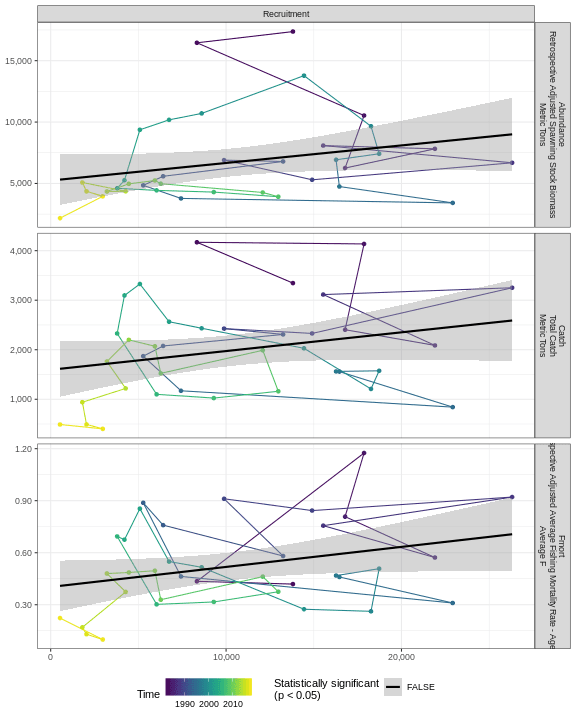 Recruitment
15,000
10,000
5,000
Abundance
Retrospective Adjusted Spawning Stock Biomass
Metric Tons
4,000
3,000
2,000
1,000
Catch
Total Catch
Metric Tons
1.20
0.90
0.60
0.30
Fmort
Adjusted Average Fishing Mortality Rate - Age
Average F
0
10,000
20,000
Time
1990 2000 2010
Statistically significant
(p < 0.05)
FALSE